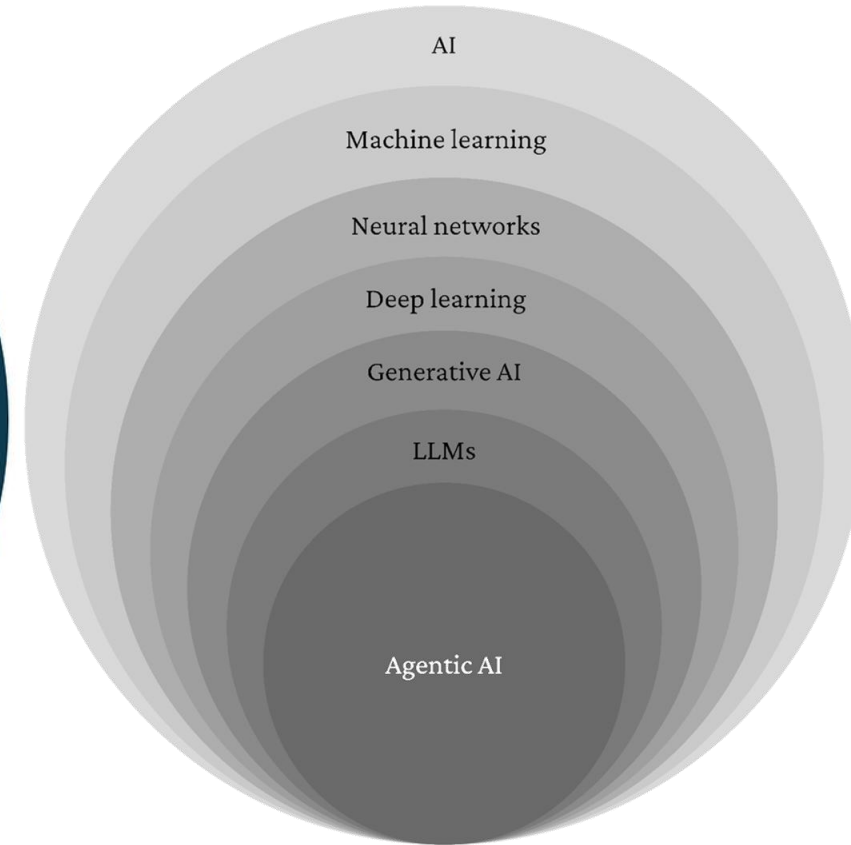 AI
Machine learning
Neural networks
Deep learning
Generative AI
LLMs
Agentic AI